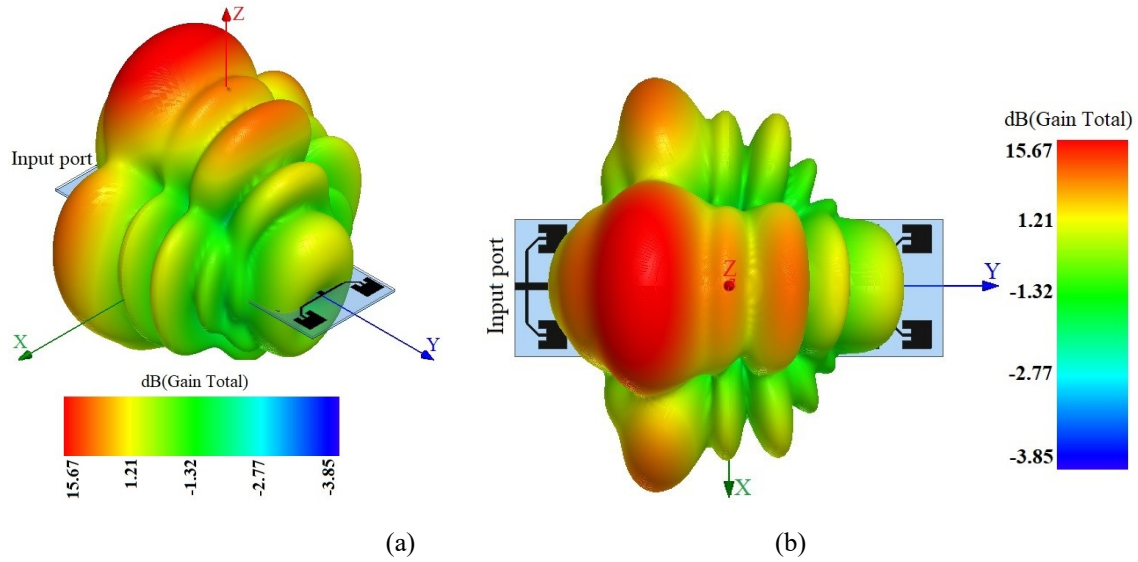 Z
Input port
X
Y
dB(Gain Total)
15.67
1.21
-1.32
-2.77
-3.85
(a)
Input port
Z
Y
X
dB(Gain Total)
15.67
1.21
-1.32
-2.77
-3.85
(b)